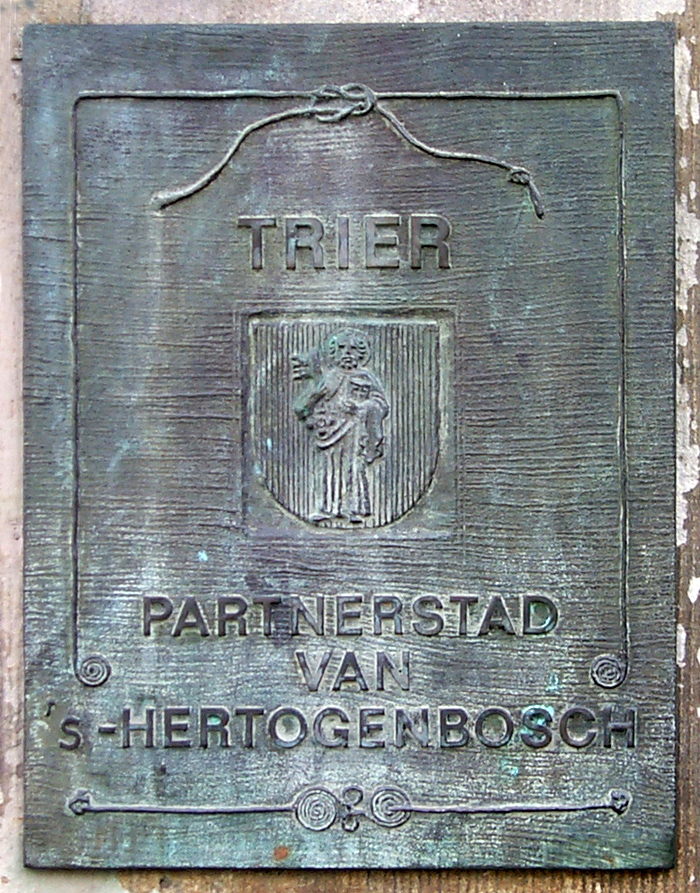 TRIER
PARTNERSTAD
VAN
's-HERTOGENBOSCH